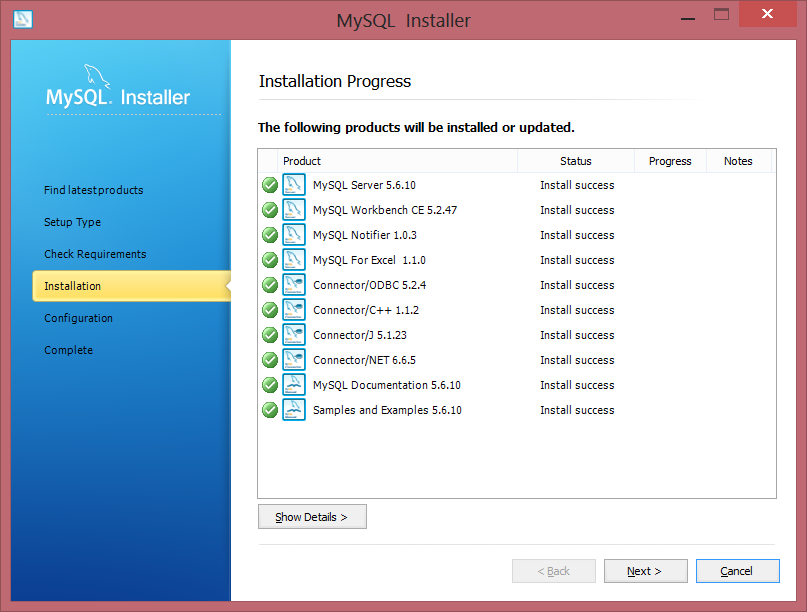 MySQL Installer
MySQL. Installer
Find latest products
Setup Type
Check Requirements
Installation
Configuration
Complete
Installation Progress
The following products will be installed or updated.
Product Status Progress Notes
MySQL Server 5.6.10 Install success
MySQL Workbench CE 5.2.47 Install success
MySQL Notifier 1.0.3 Install success
MySQL For Excel 1.1.0 Install success
Connector/ODBC 5.2.4 Install success
Connector/C++ 1.1.2 Install success
Connector/J 5.1.23 Install success
Connector/NET 6.6.5 Install success
MySQL Documentation 5.6.10 Install success
Samples and Examples 5.6.10 Install success
Show Details >
< Back Next > Cancel